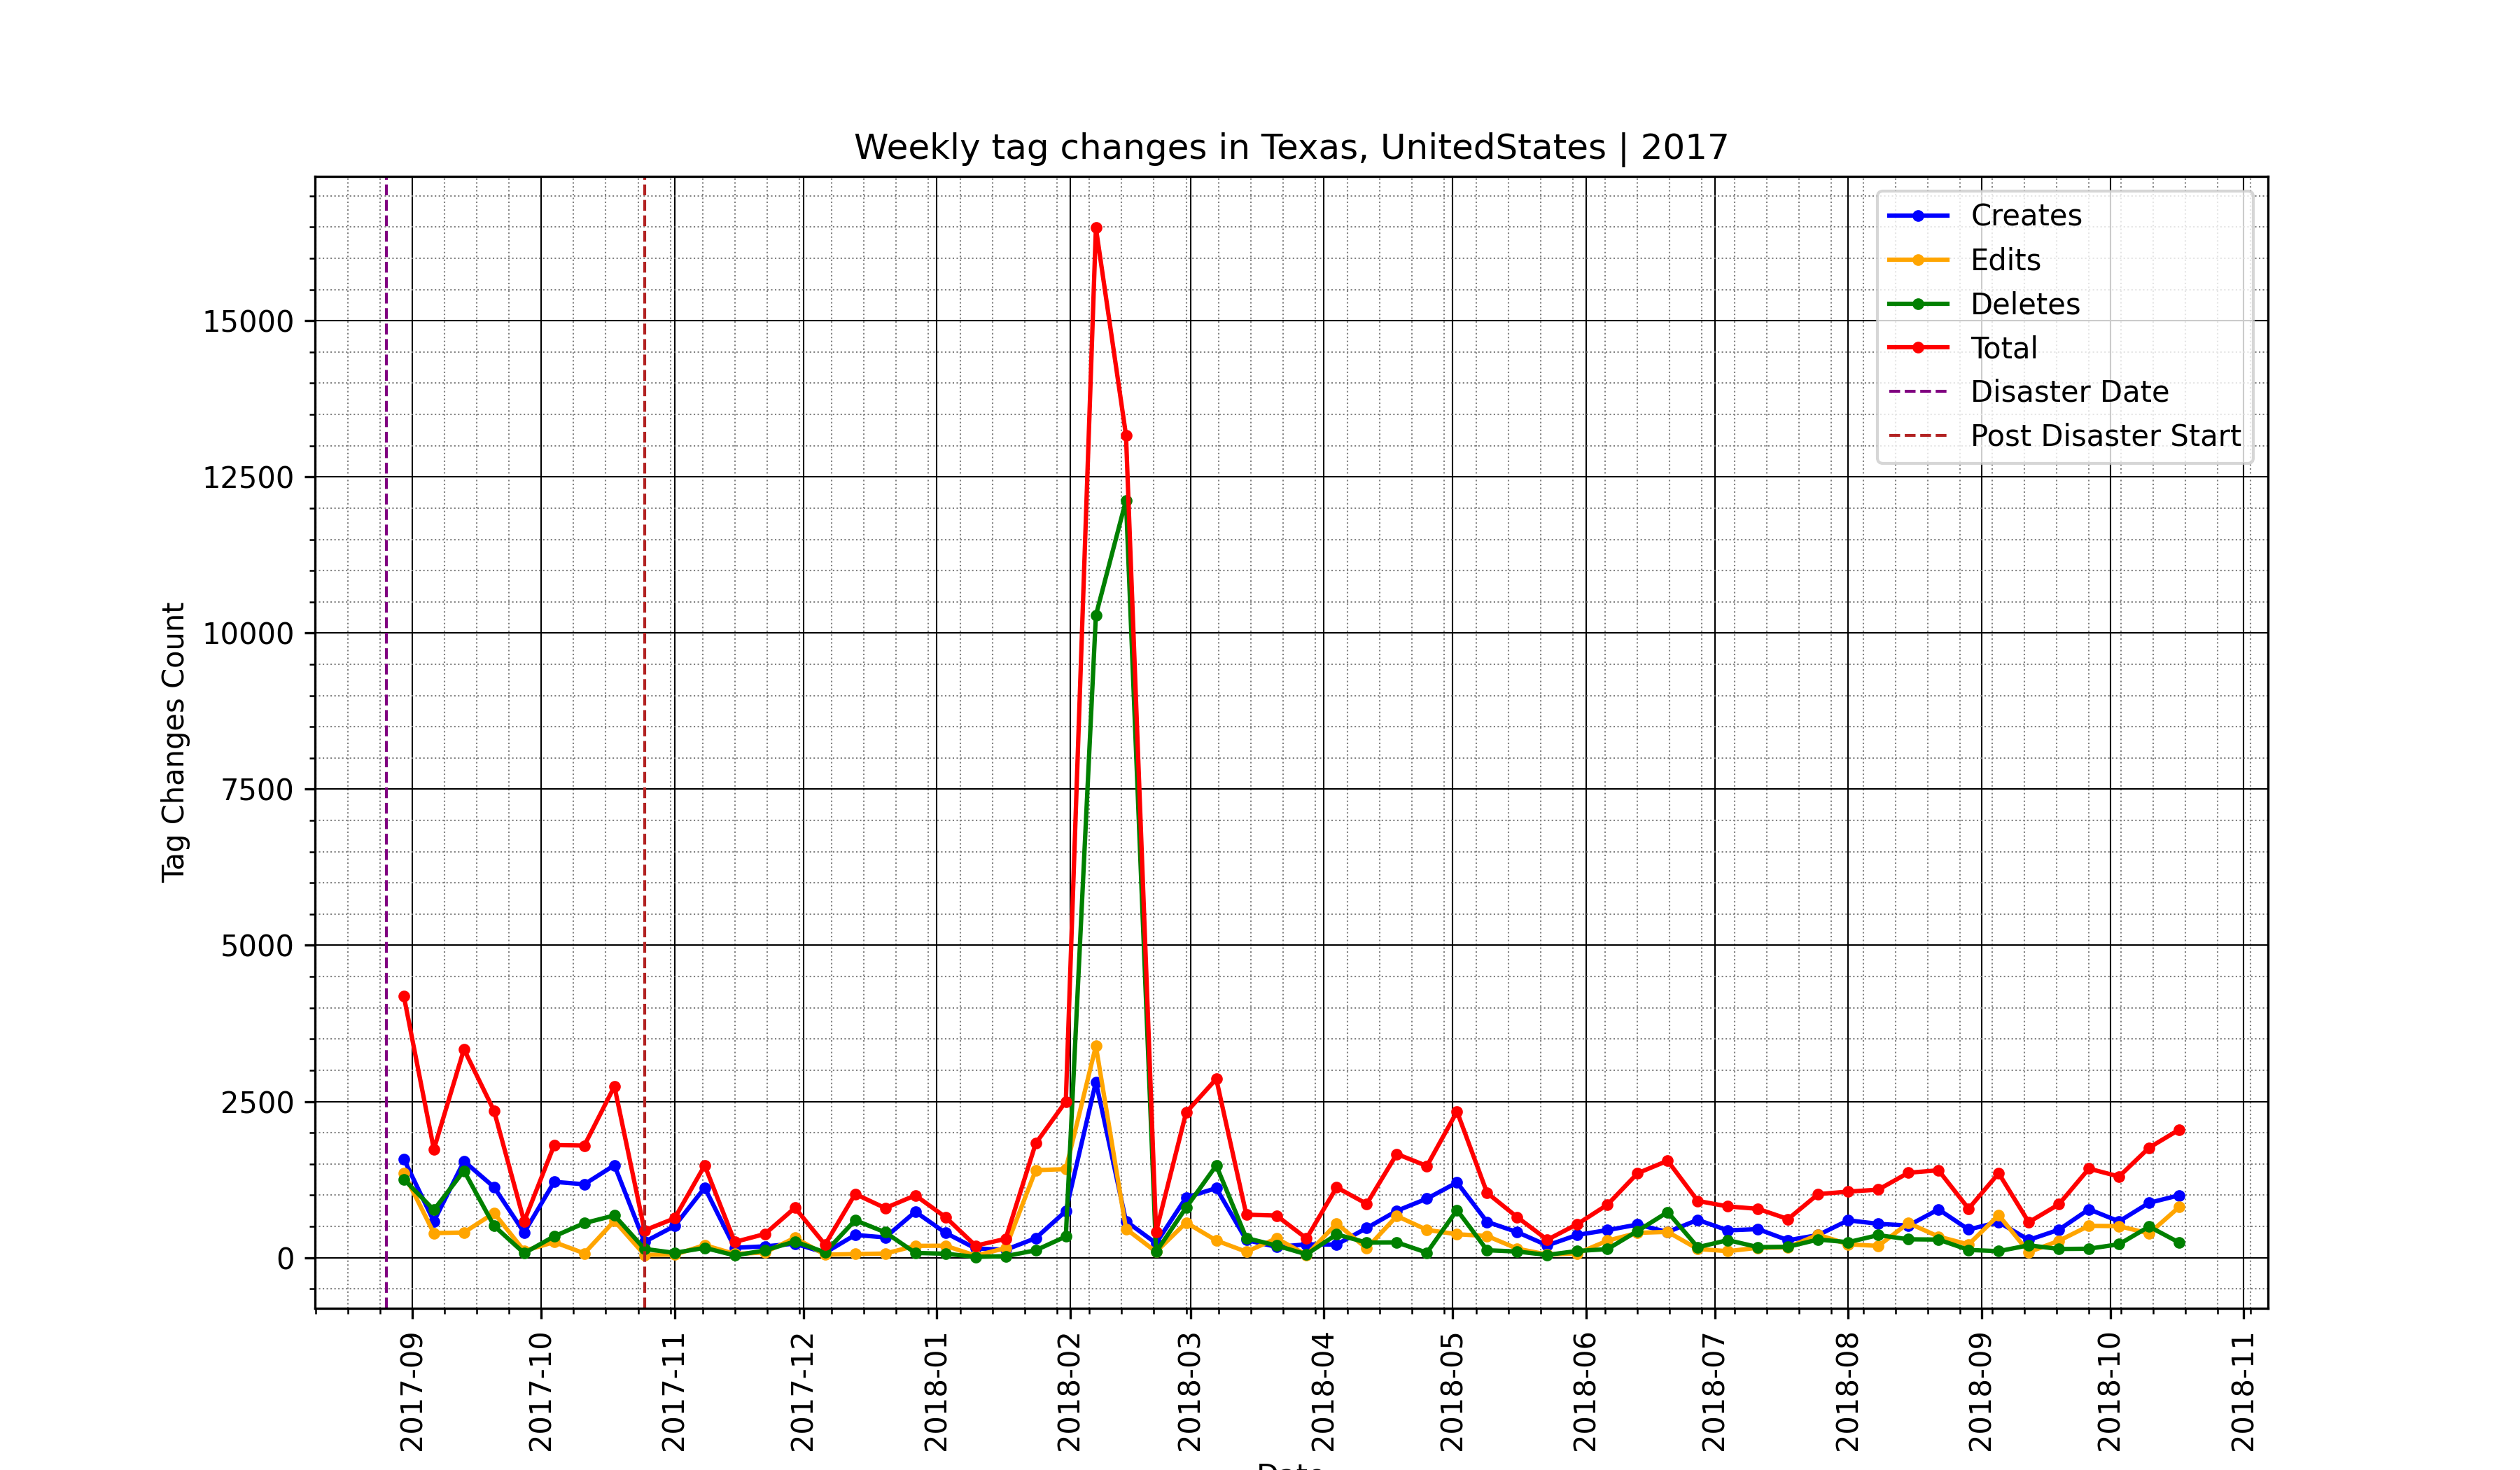 Weekly tag changes in Texas, UnitedStates | 2017
Creates
Edits
Deletes
Total
Disaster Date
Post Disaster Start
Tag Changes Count
15000
12500
10000
7500
5000
2500
0
2017-09
2017-10
2017-11
2017-12
2018-01
2018-02
2018-03
2018-04
2018-05
2018-06
2018-07
2018-08
2018-09
2018-10
2018-11